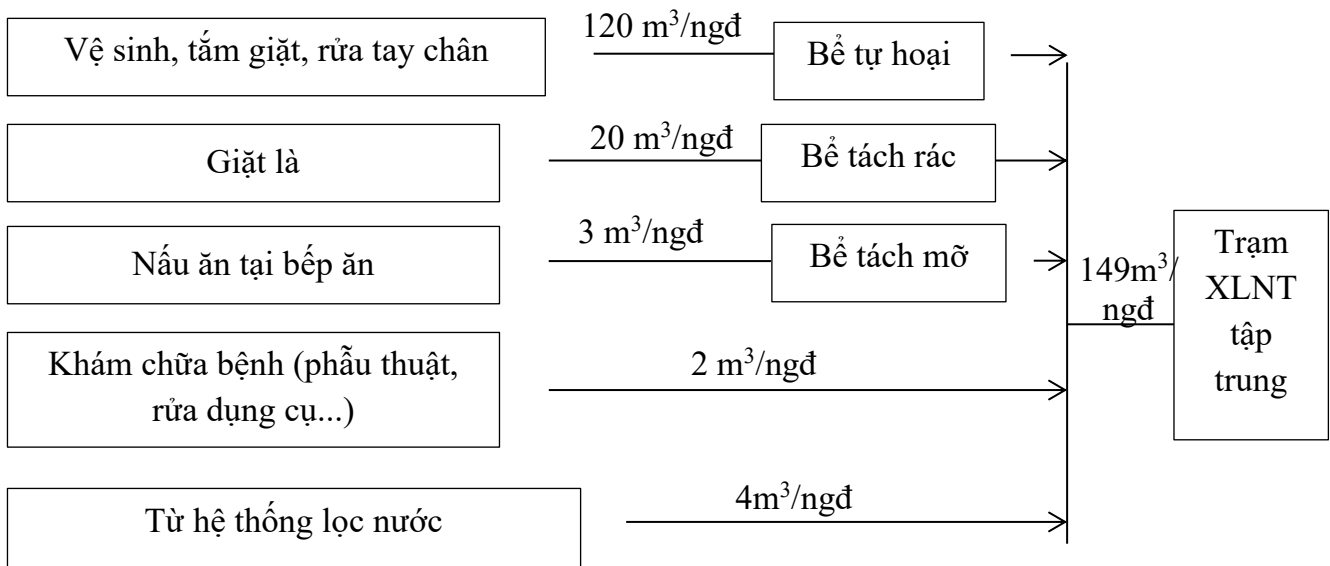 Vệ sinh, tắm giặt, rửa tay chân
120 m³/ngđ
Bể tự hoại
Giặt là
20 m³/ngđ
Bể tách rác
Nấu ăn tại bếp ăn
3 m³/ngđ
Bể tách mỡ
Khám chữa bệnh (phẫu thuật,
rửa dụng cụ...)
2 m³/ngđ
Từ hệ thống lọc nước
4m³/ngđ
149m³/
ngđ
Trạm
XLNT
tập
trung